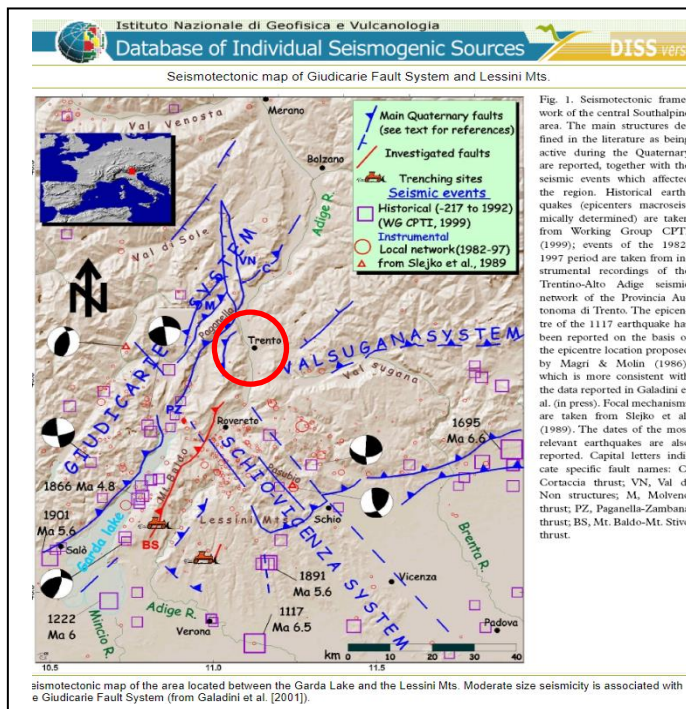 Istituto Nazionale di Geofisica e Vulcanologia
Database of Individual Seismogenic Sources
DISS vers
Seismotectonic map of Giudicarie Fault System and Lessini Mts.
Val Venosta
Merano
Bolzano
Adige R.
Val di Sole
Main Quaternary faults
(see text for references)
Investigated faults
Trenching sites
Seismic events
Historical (-217 to 1992)
(WG CPTI, 1999)
Instrumental
Local network (1982-97)
from Slejko et al., 1989
N
GIUDICARIE SYSTEM
VN
C
M
Paganella
Trento
VALSUGANA SYSTEM
Val Sugana
PZ
Rovereto
SCHIO VICENZA SYSTEM
Pasubio
1695
Ma 6.6
1866 Ma 4.8
1901
Ma 5.6
Salò
Garda lake
Mt. Baldo
BS
Lessini Mts.
Schio
Brenta R.
1891
Ma 5.6
Vicenza
1222
Ma 6
Mincio R.
Adige R.
Verona
1117
Ma 6.5
Padova
km
0 10 20 30 40
10.5
11.0
11.5
Fig. 1. Seismotectonic frame-
work of the central Southalpine
area. The main structures de-
fined in the literature as being
active during the Quaternary
are reported, together with the
seismic events which affected
the region. Historical earth-
quakes (epicenters macroseis-
mically determined) are taken
from Working Group CPTI
(1999); events of the 1982-
1997 period are taken from in-
strumental recordings of the
Trentino-Alto Adige seismic
network of the Provincia Au-
tonoma di Trento. The epicen-
tre of the 1117 earthquake has
been reported on the basis of
the epicentre location proposed
by Magri & Molin (1986),
which is more consistent with
the data reported in Galadini et
al. (in press). Focal mechanisms
are taken from Slejko et al.
(1989). The dates of the most
relevant earthquakes are also
reported. Capital letters indi-
cate specific fault names: C,
Cortaccia thrust; VN, Val di
Non structures; M, Molveno
thrust; PZ, Paganella-Zambana
thrust; BS, Mt. Baldo-Mt. Stivo
thrust.
eismotectonic map of the area located between the Garda Lake and the Lessini Mts. Moderate size seismicity is associated with
e Giudicarie Fault System (from Galadini et al. [2001]).